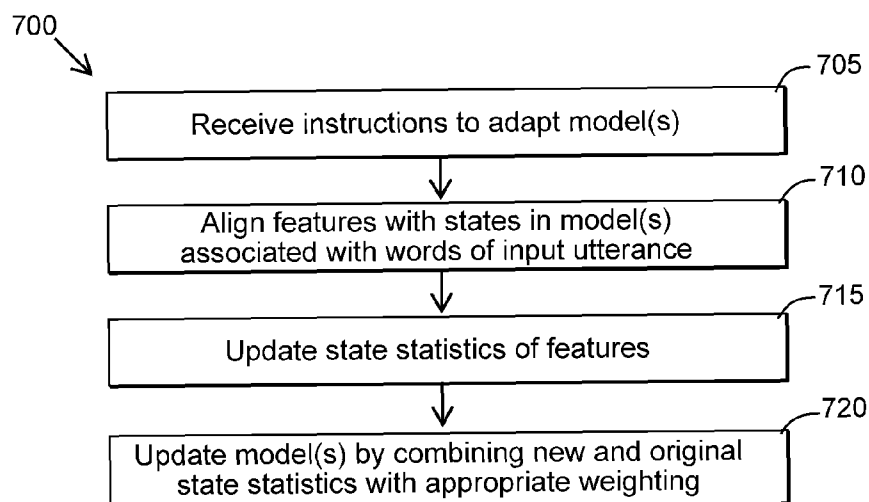 700
705
Receive instructions to adapt model(s)
710
Align features with states in model(s)
associated with words of input utterance
715
Update state statistics of features
720
Update model(s) by combining new and original
state statistics with appropriate weighting